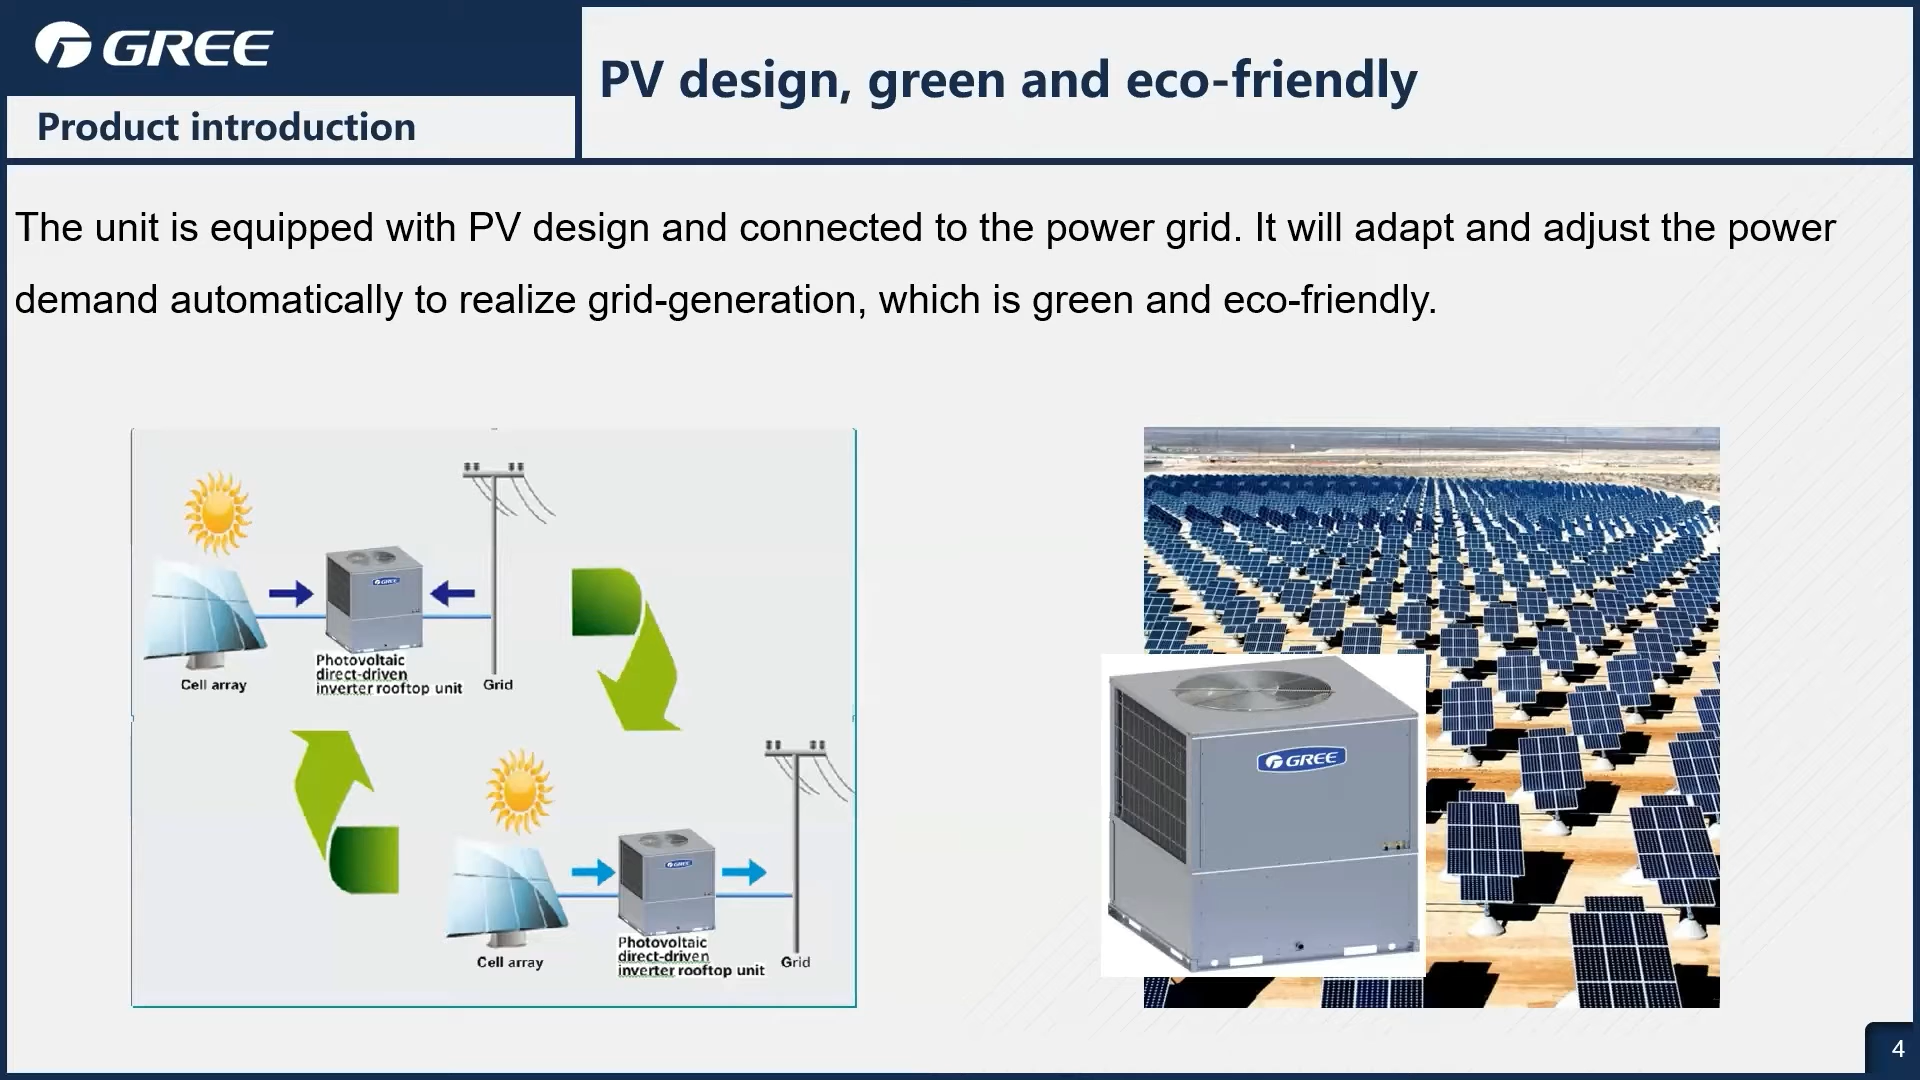 GREE
Product introduction
PV design, green and eco-friendly
The unit is equipped with PV design and connected to the power grid. It will adapt and adjust the power
demand automatically to realize grid-generation, which is green and eco-friendly.
GREE
Cell array
Photovoltaic
direct-driven
inverter rooftop unit
Grid
GREE
Cell array
Photovoltaic
direct-driven
inverter rooftop unit
Grid
GREE
4